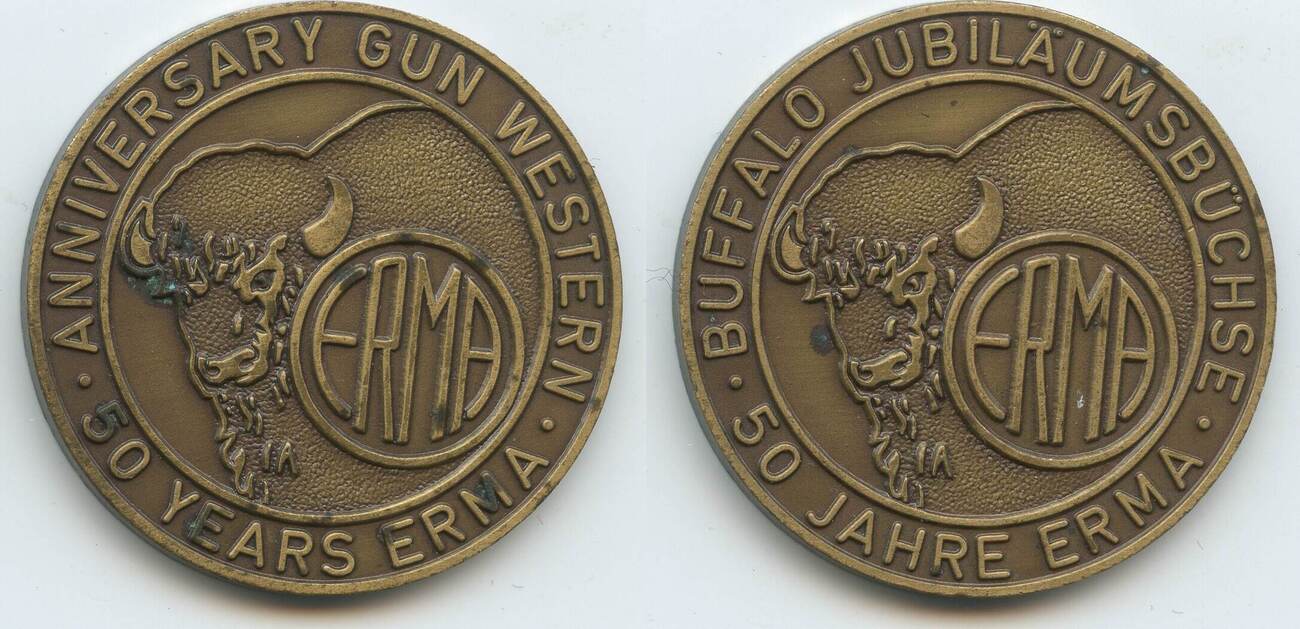 ANNIVERSARY GUN WESTERN
· 50 YEARS ERMA ·
ERMA
BUFFALO JUBILÄUMSBÜCHSE
· 50 JAHRE ERMA ·
ERMA